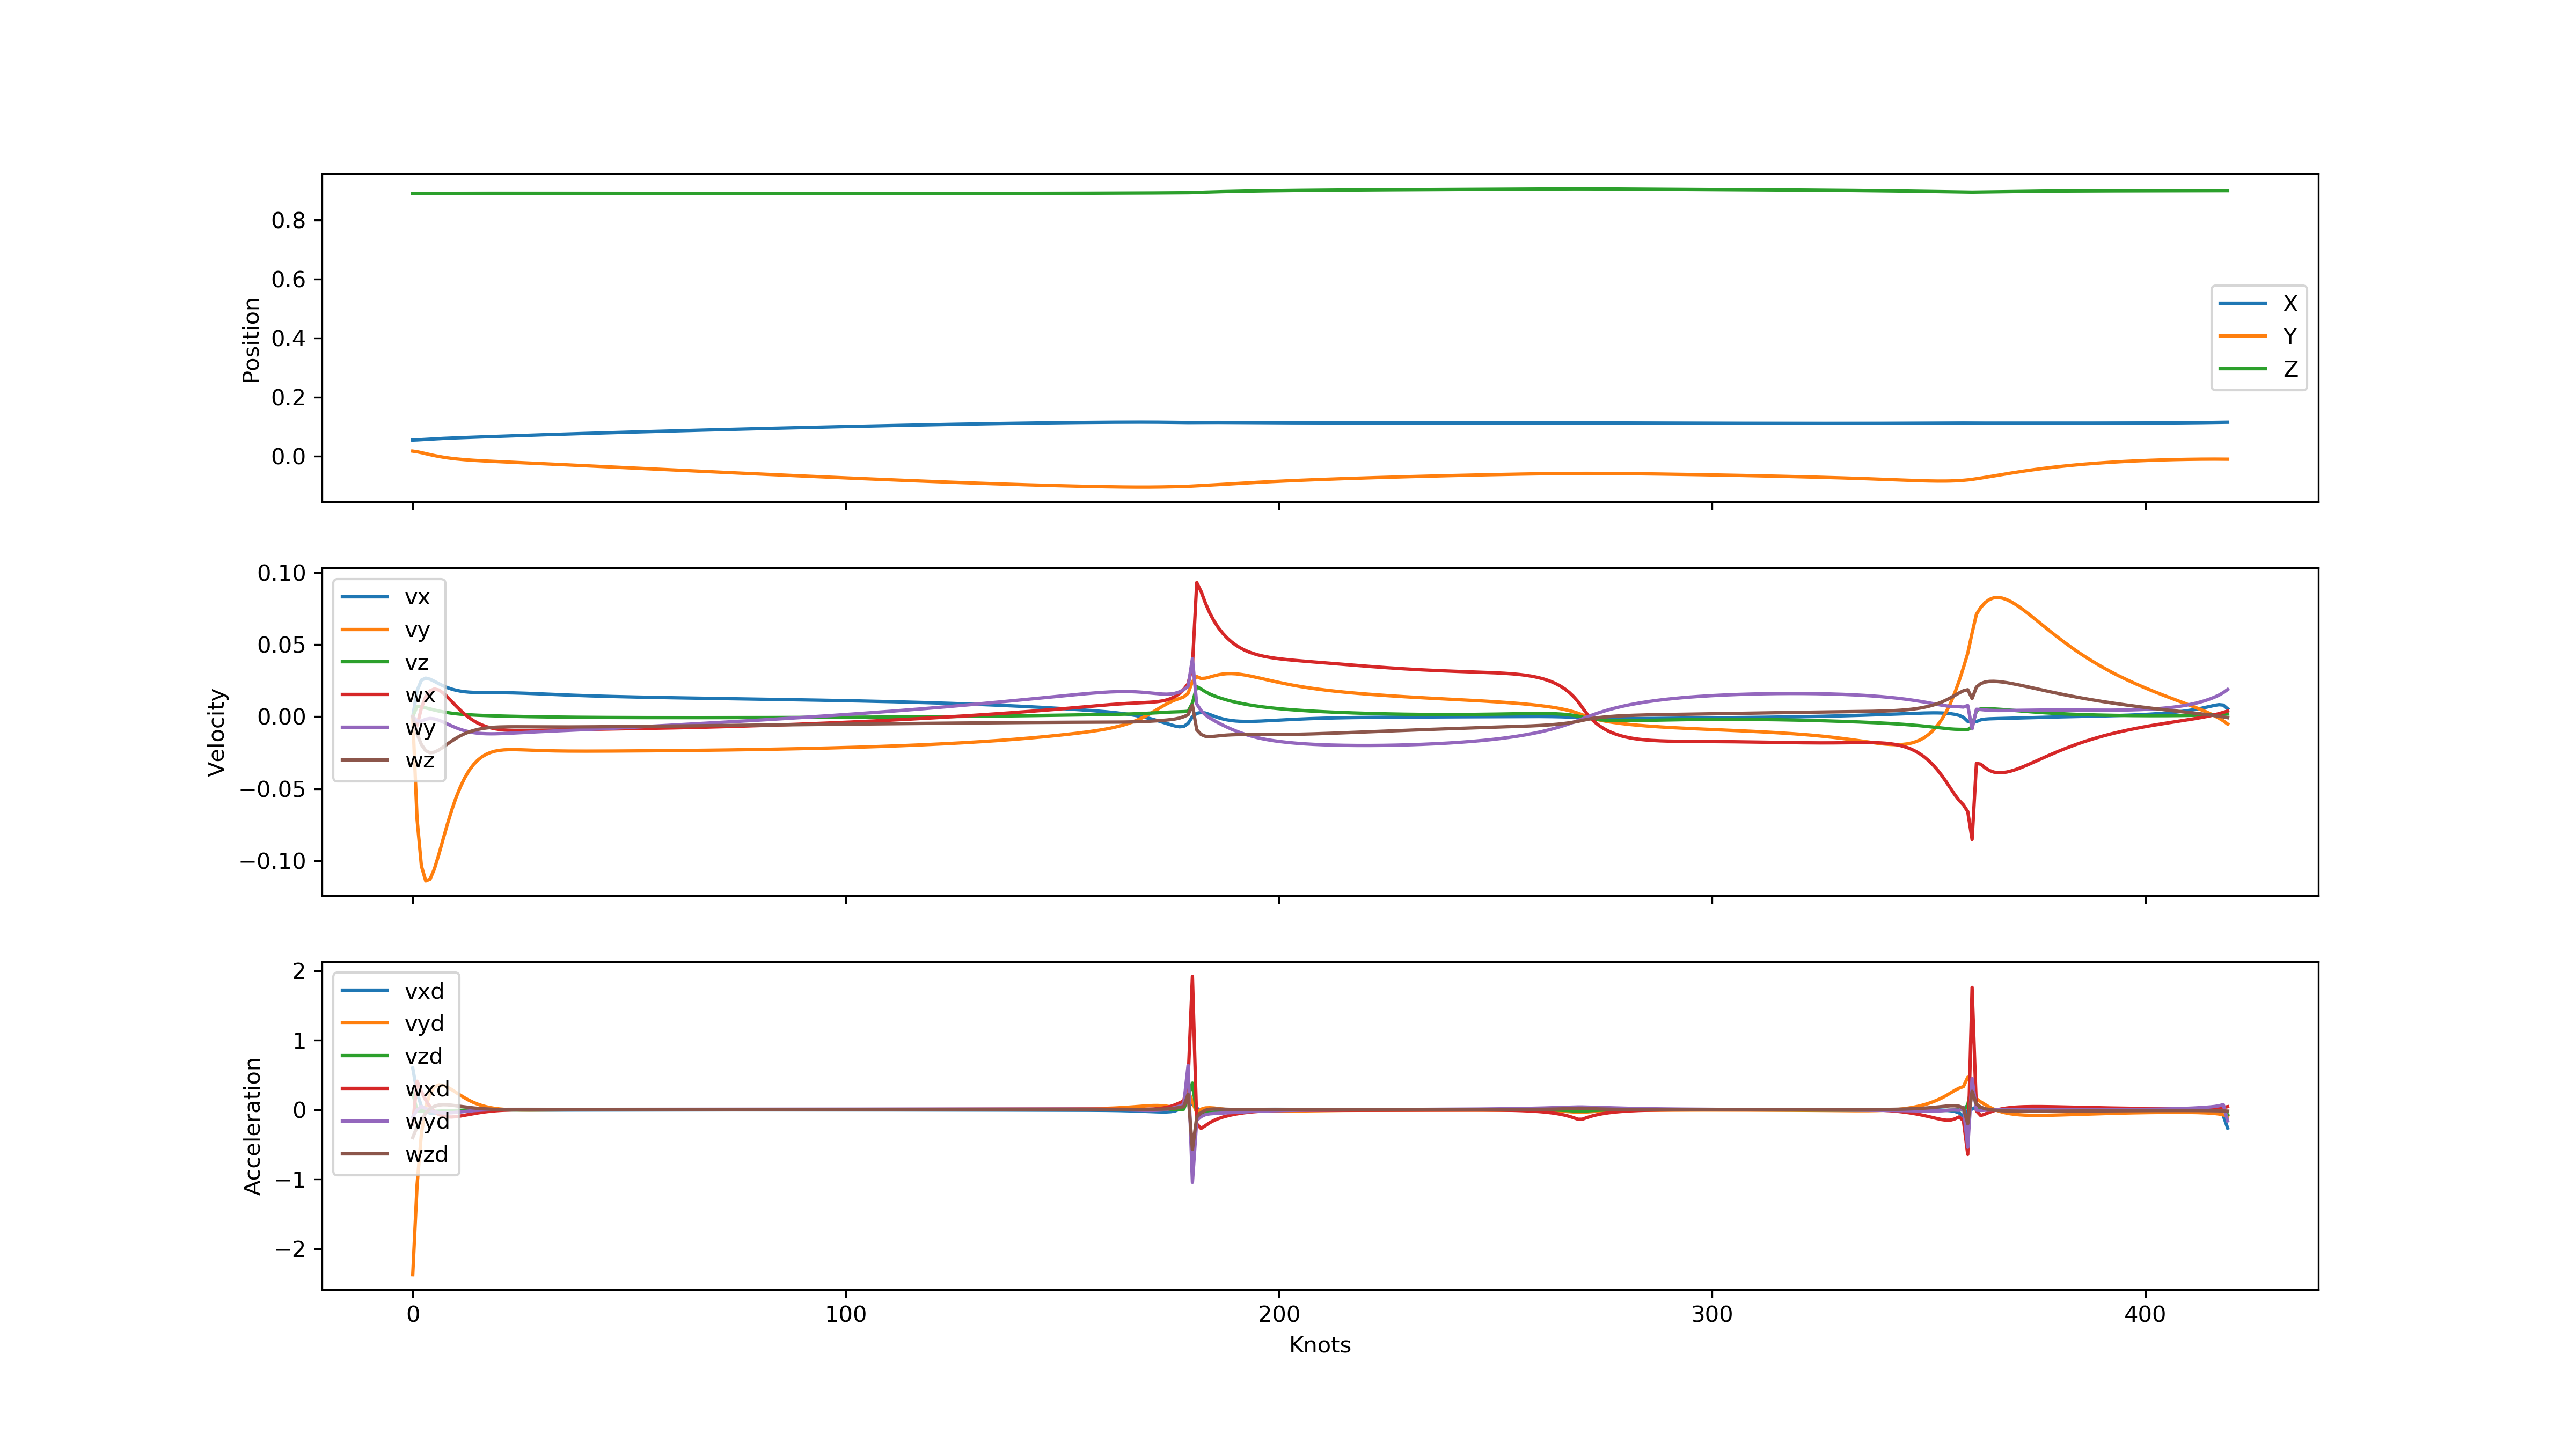 0.8
0.6
0.4
0.2
0.0
Position
X
Y
Z
0.10
0.05
0.00
−0.05
−0.10
Velocity
vx
vy
vz
wx
wy
wz
2
1
0
−1
−2
Acceleration
vxd
vyd
vzd
wxd
wyd
wzd
0 100 200 300 400
Knots